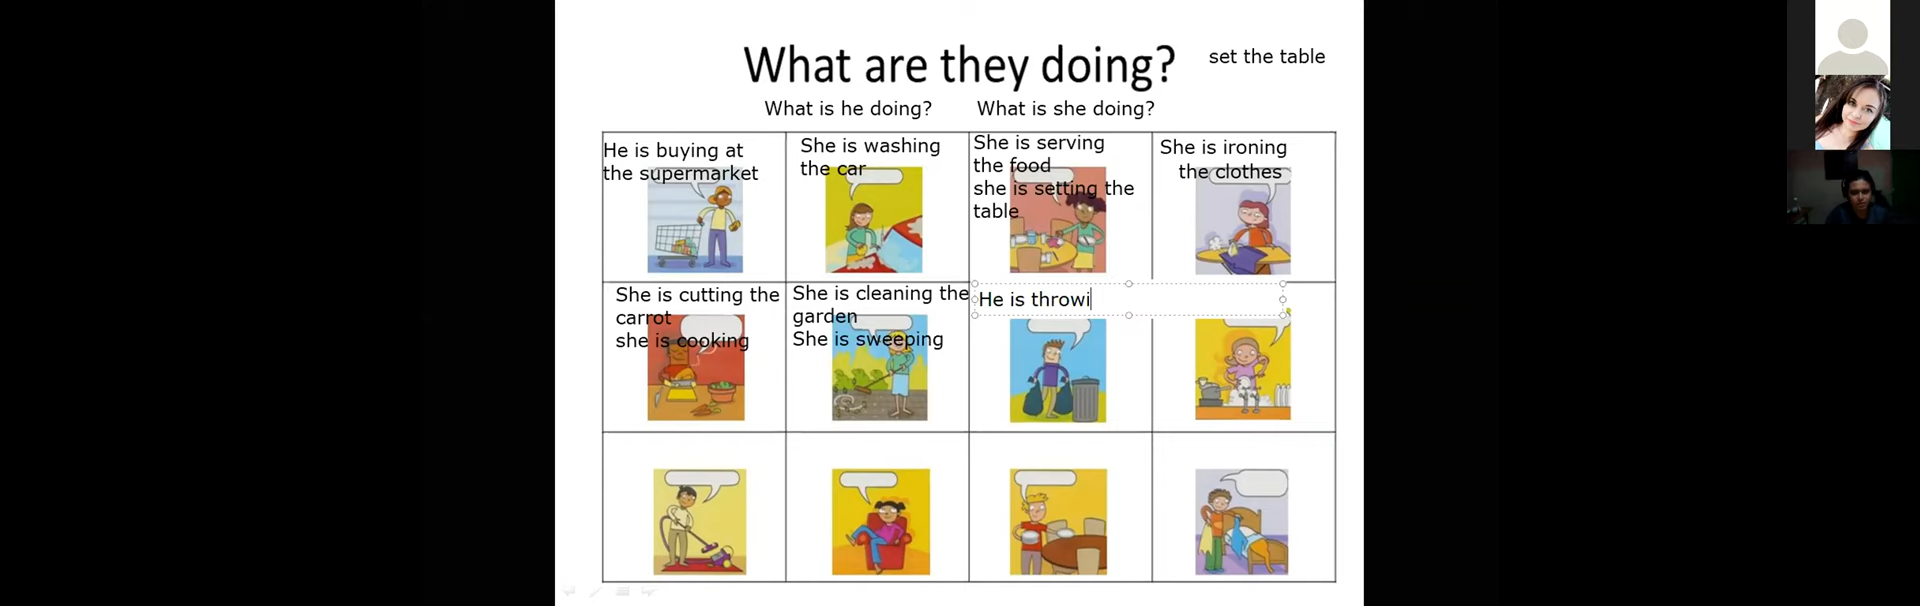 What are they doing?
set the table
What is he doing?
What is she doing?
He is buying at
the supermarket
She is washing
the car
She is serving
the food
she is setting the
table
She is ironing
the clothes
She is cutting the
carrot
she is cooking
She is cleaning the
garden
She is sweeping
He is throwi